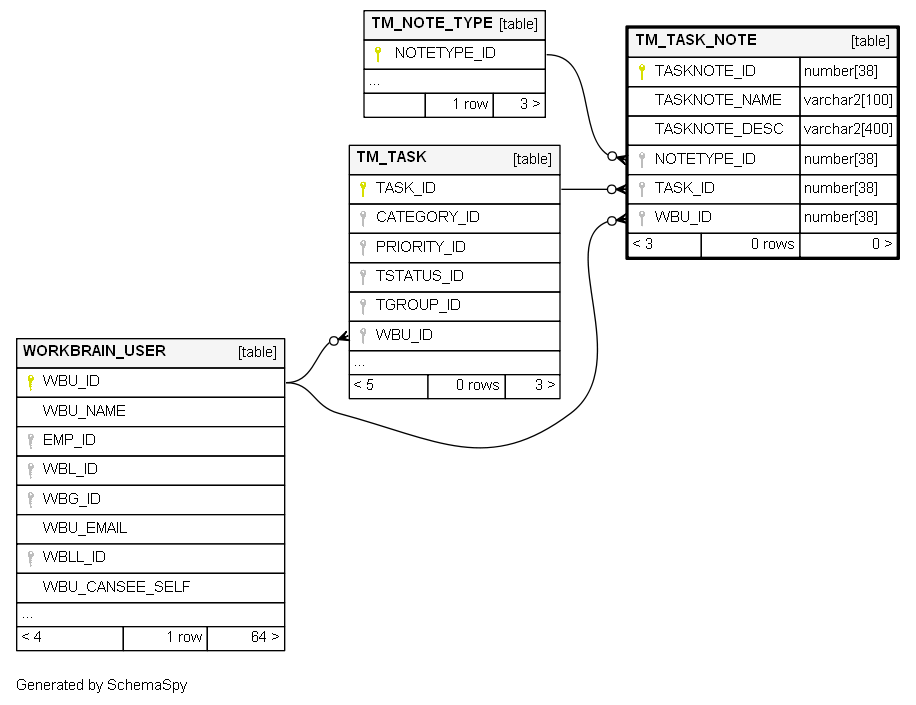 TM_NOTE_TYPE [table]
NOTETYPE_ID
...
1 row 3 >
TM_TASK_NOTE [table]
TASKNOTE_ID number[38]
TASKNOTE_NAME varchar2[100]
TASKNOTE_DESC varchar2[400]
NOTETYPE_ID number[38]
TASK_ID number[38]
WBU_ID number[38]
< 3 0 rows 0 >
TM_TASK [table]
TASK_ID
CATEGORY_ID
PRIORITY_ID
TSTATUS_ID
TGROUP_ID
WBU_ID
...
< 5 0 rows 3 >
WORKBRAIN_USER [table]
WBU_ID
WBU_NAME
EMP_ID
WBL_ID
WBG_ID
WBU_EMAIL
WBLL_ID
WBU_CANSEE_SELF
...
< 4 1 row 64 >
Generated by SchemaSpy